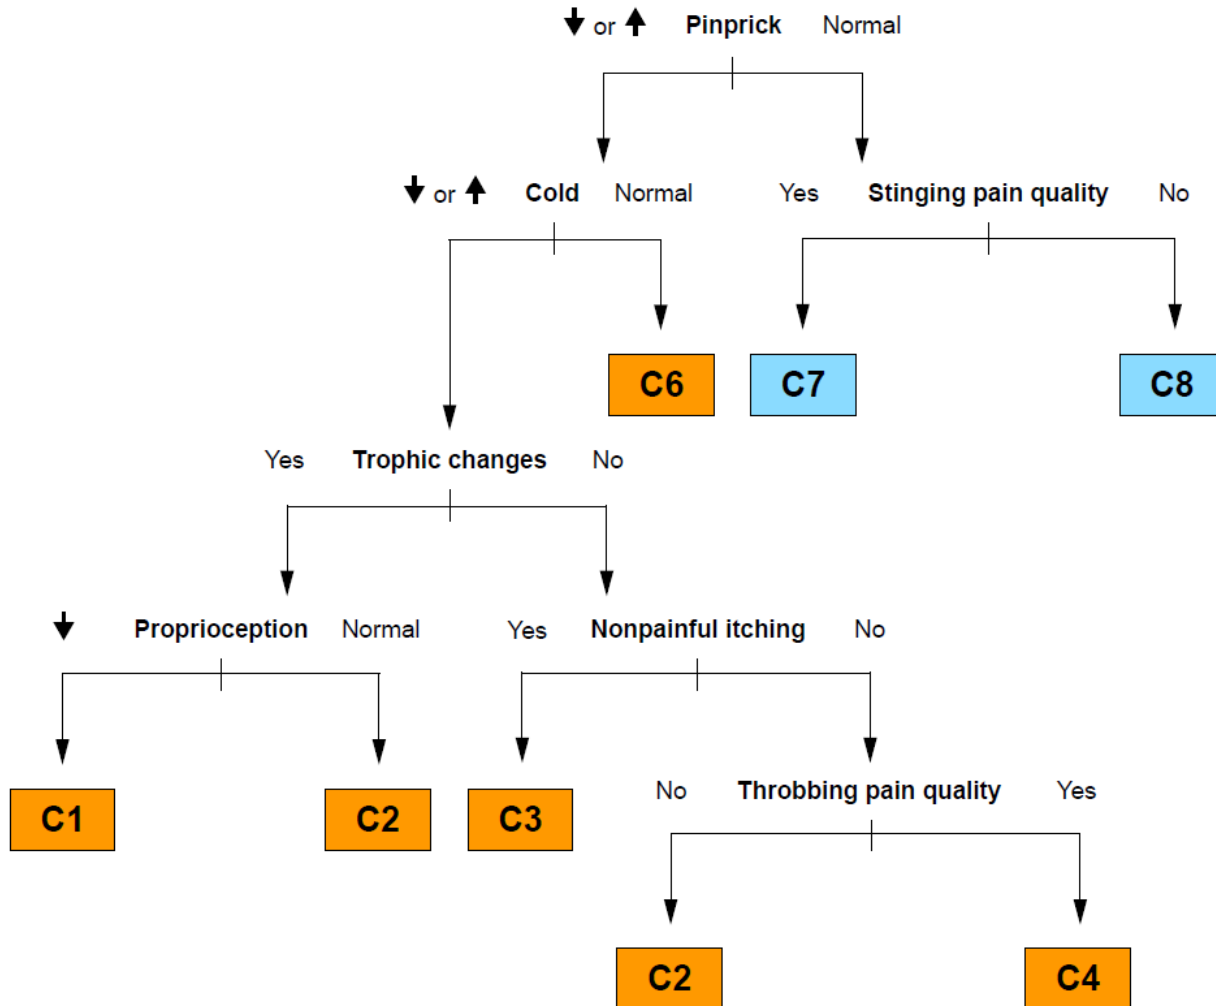 ↓ or ↑ Pinprick Normal
↓ or ↑ Cold Normal
Yes Stinging pain quality No
C6
C7
C8
Yes Trophic changes No
↓ Proprioception Normal
Yes Nonpainful itching No
C1
C2
C3
No Throbbing pain quality Yes
C2
C4